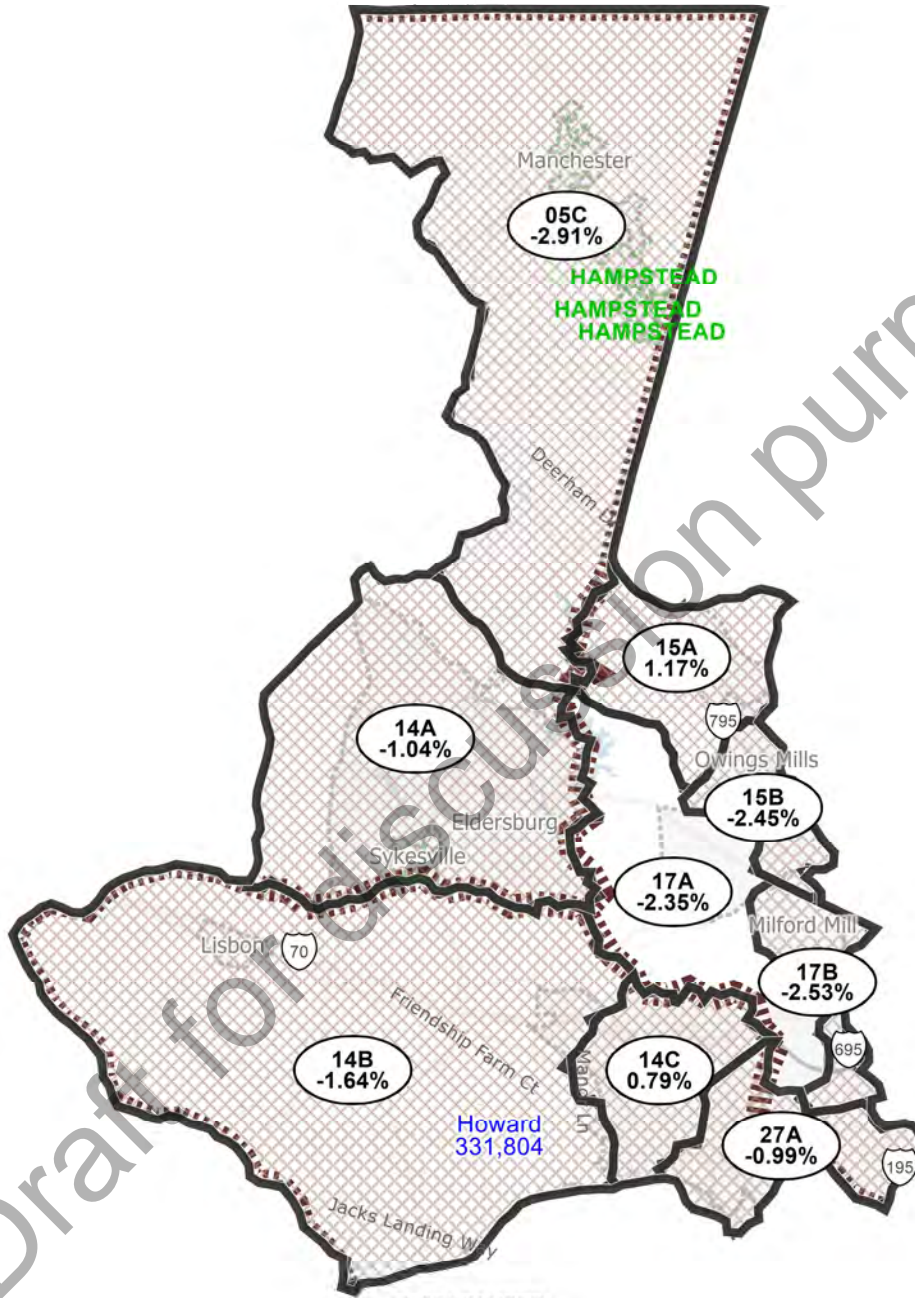 Manchester
05C
-2.91%
HAMPSTEAD
HAMPSTEAD
HAMPSTEAD
Deerham
15A
1.17%
14A
-1.04%
795
Owings Mills
15B
-2.45%
Eldersburg
Sykesville
17A
-2.35%
Milford Mill
Lisbon
70
17B
-2.53%
Friendship Farm Ct
695
14B
-1.64%
14C
0.79%
Ln
Howard
331,804
27A
-0.99%
195
Jacks Landing Way
Draft for discussion purp